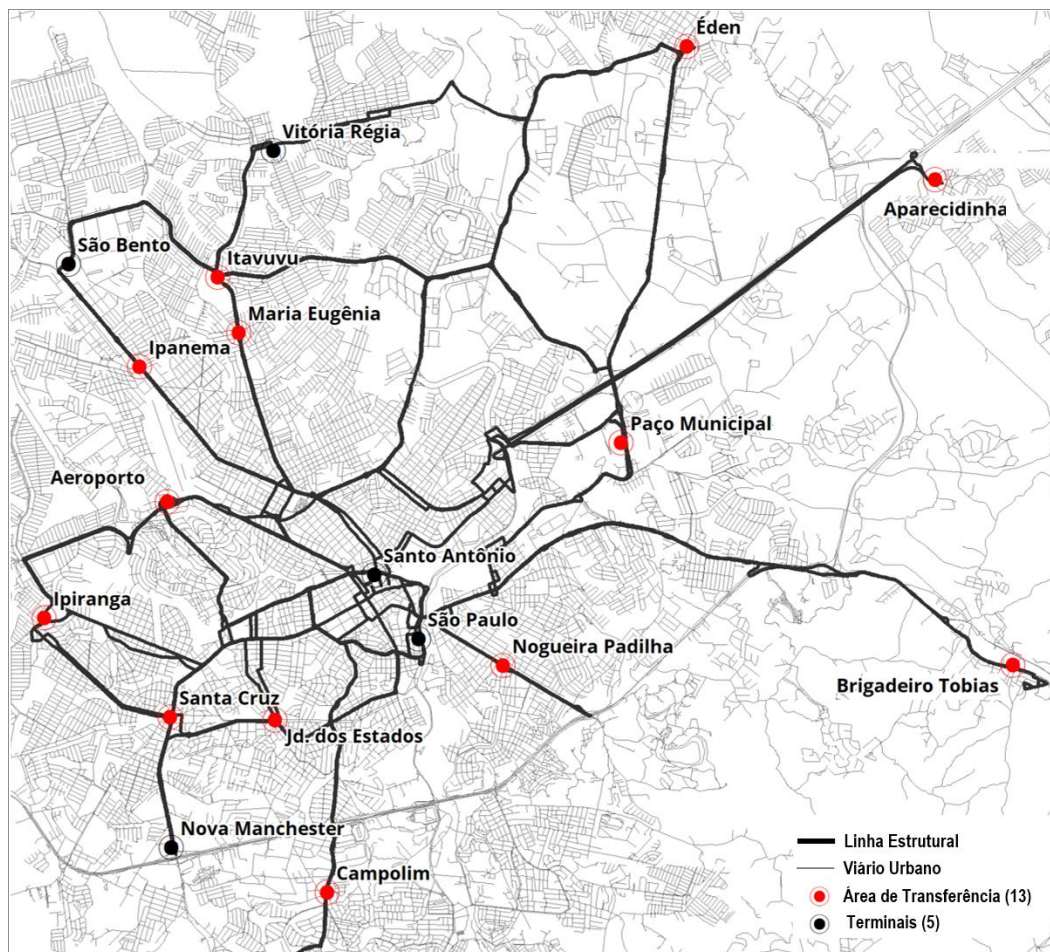 Éden
Vitória Régia
Aparecidinha
São Bento
Itavuvu
Maria Eugênia
Ipanema
Paço Municipal
Aeroporto
Santo Antônio
Ipiranga
São Paulo
Nogueira Padilha
Brigadeiro Tobias
Santa Cruz
Jd. dos Estados
Nova Manchester
Campolim
Linha Estrutural
Viário Urbano
Área de Transferência (13)
Terminais (5)